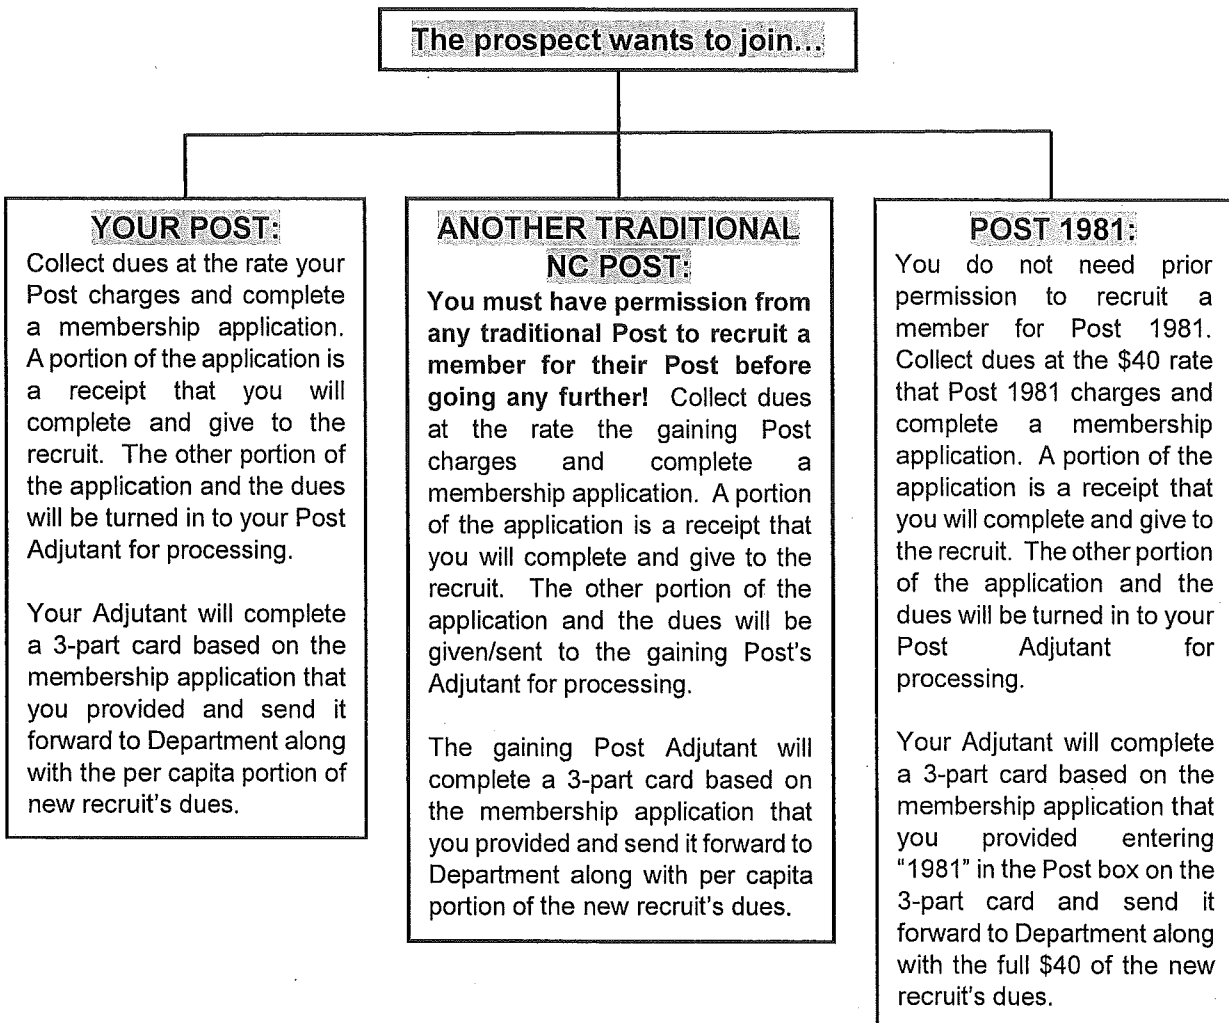 The prospect wants to join...
YOUR POST:
Collect dues at the rate your
Post charges and complete
a membership application.
A portion of the application is
a receipt that you will
complete and give to the
recruit. The other portion of
the application and the dues
will be turned in to your Post
Adjutant for processing.
Your Adjutant will complete
a 3-part card based on the
membership application that
you provided and send it
forward to Department along
with the per capita portion of
new recruit's dues.
ANOTHER TRADITIONAL
NC POST:
You must have permission from
any traditional Post to recruit a
member for their Post before
going any further! Collect dues
at the rate the gaining Post
charges and complete a
membership application. A portion
of the application is a receipt that
you will complete and give to the
recruit. The other portion of the
application and the dues will be
given/sent to the gaining Post's
Adjutant for processing.
The gaining Post Adjutant will
complete a 3-part card based on
the membership application that
you provided and send it forward to
Department along with per capita
portion of the new recruit's dues.
POST 1981:
You do not need prior
permission to recruit a
member for Post 1981.
Collect dues at the $40 rate
that Post 1981 charges and
complete a membership
application. A portion of the
application is a receipt that
you will complete and give to
the recruit. The other portion
of the application and the
dues will be turned in to your
Post Adjutant for
processing.
Your Adjutant will complete
a 3-part card based on the
membership application that
you provided entering
"1981" in the Post box on the
3-part card and send it
forward to Department along
with the full $40 of the new
recruit's dues.